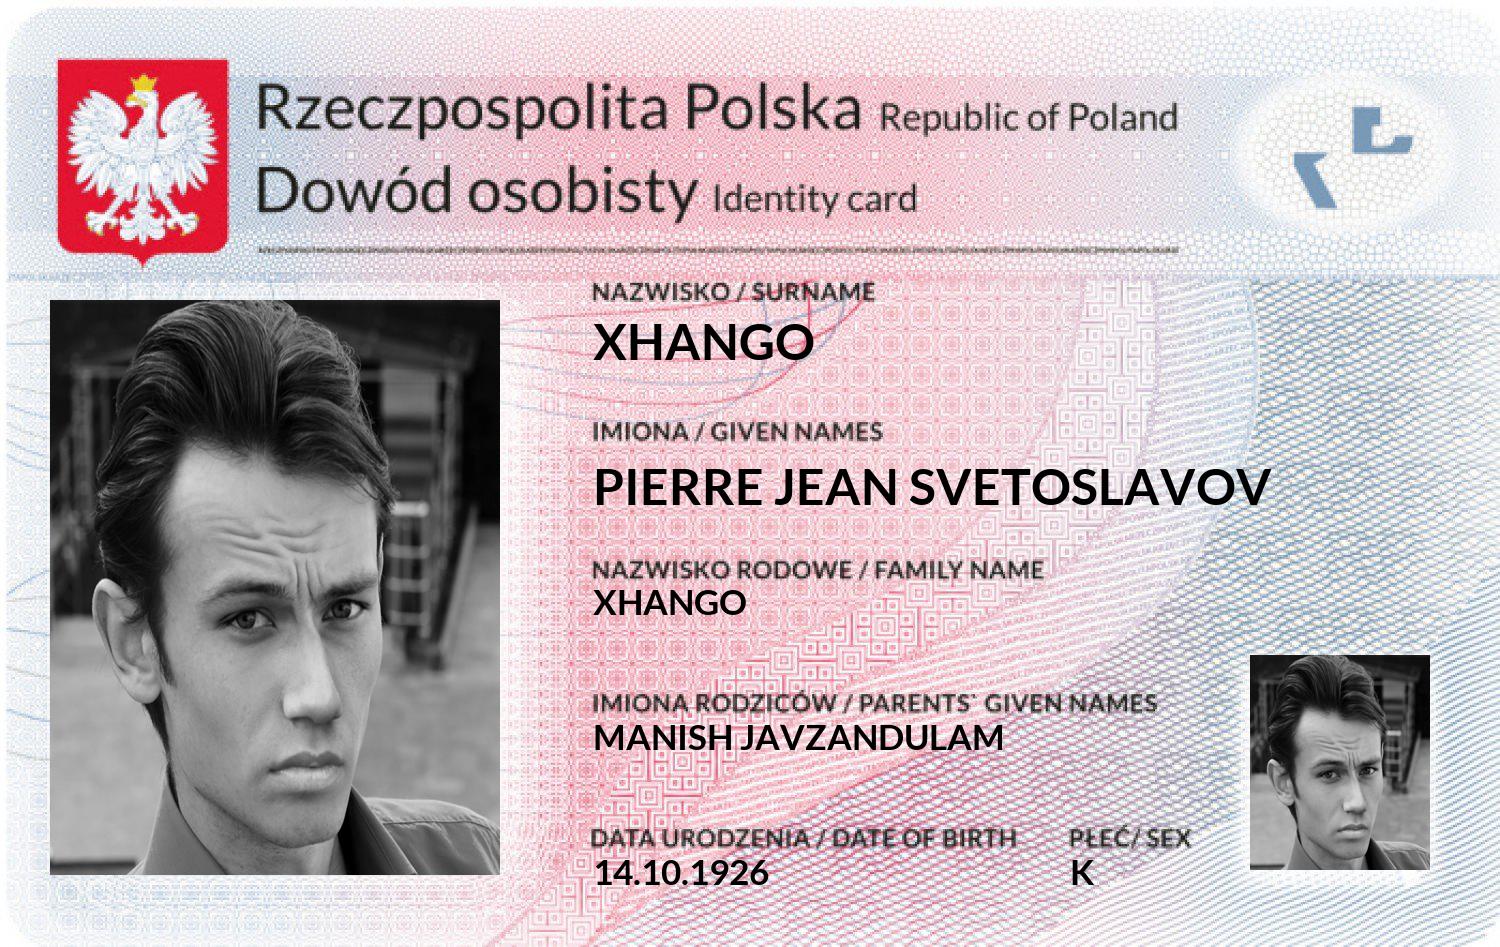 Rzeczpospolita Polska Republic of Poland
Dowód osobisty Identity card
NAZWISKO / SURNAME
XHANGO
IMIONA / GIVEN NAMES
PIERRE JEAN SVETOSLAVOV
NAZWISKO RODOWE / FAMILY NAME
XHANGO
IMIONA RODZICÓW / PARENTS` GIVEN NAMES
MANISH JAVZANDULAM
DATA URODZENIA / DATE OF BIRTH PŁEĆ/ SEX
14.10.1926 K